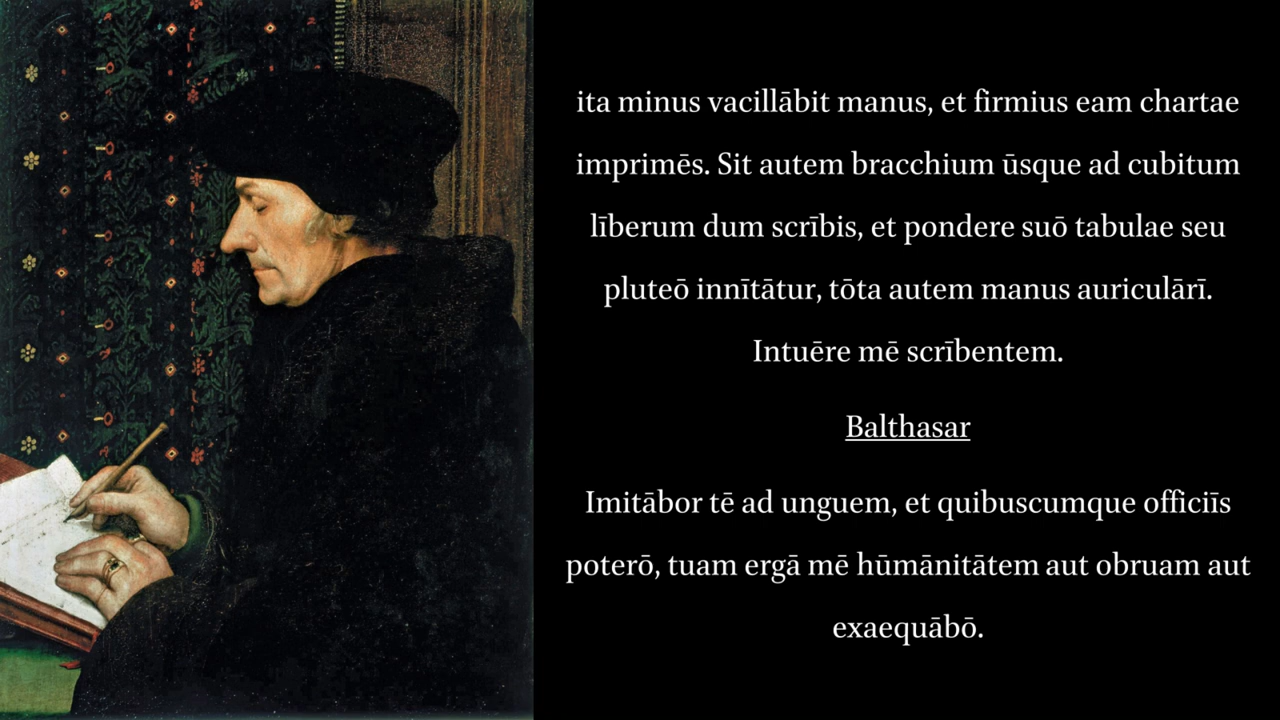 ita minus vacillābit manus, et firmius eam chartae
imprimēs. Sit autem bracchium ūsque ad cubitum
līberum dum scrībis, et pondere suō tabulae seu
pluteō innītātur, tōta autem manus auriculārī.
Intuēre mē scrībentem.
Balthasar
Imitābor tē ad unguem, et quibuscumque officiīs
poterō, tuam ergā mē hūmānitātem aut obruam aut
exaequābō.